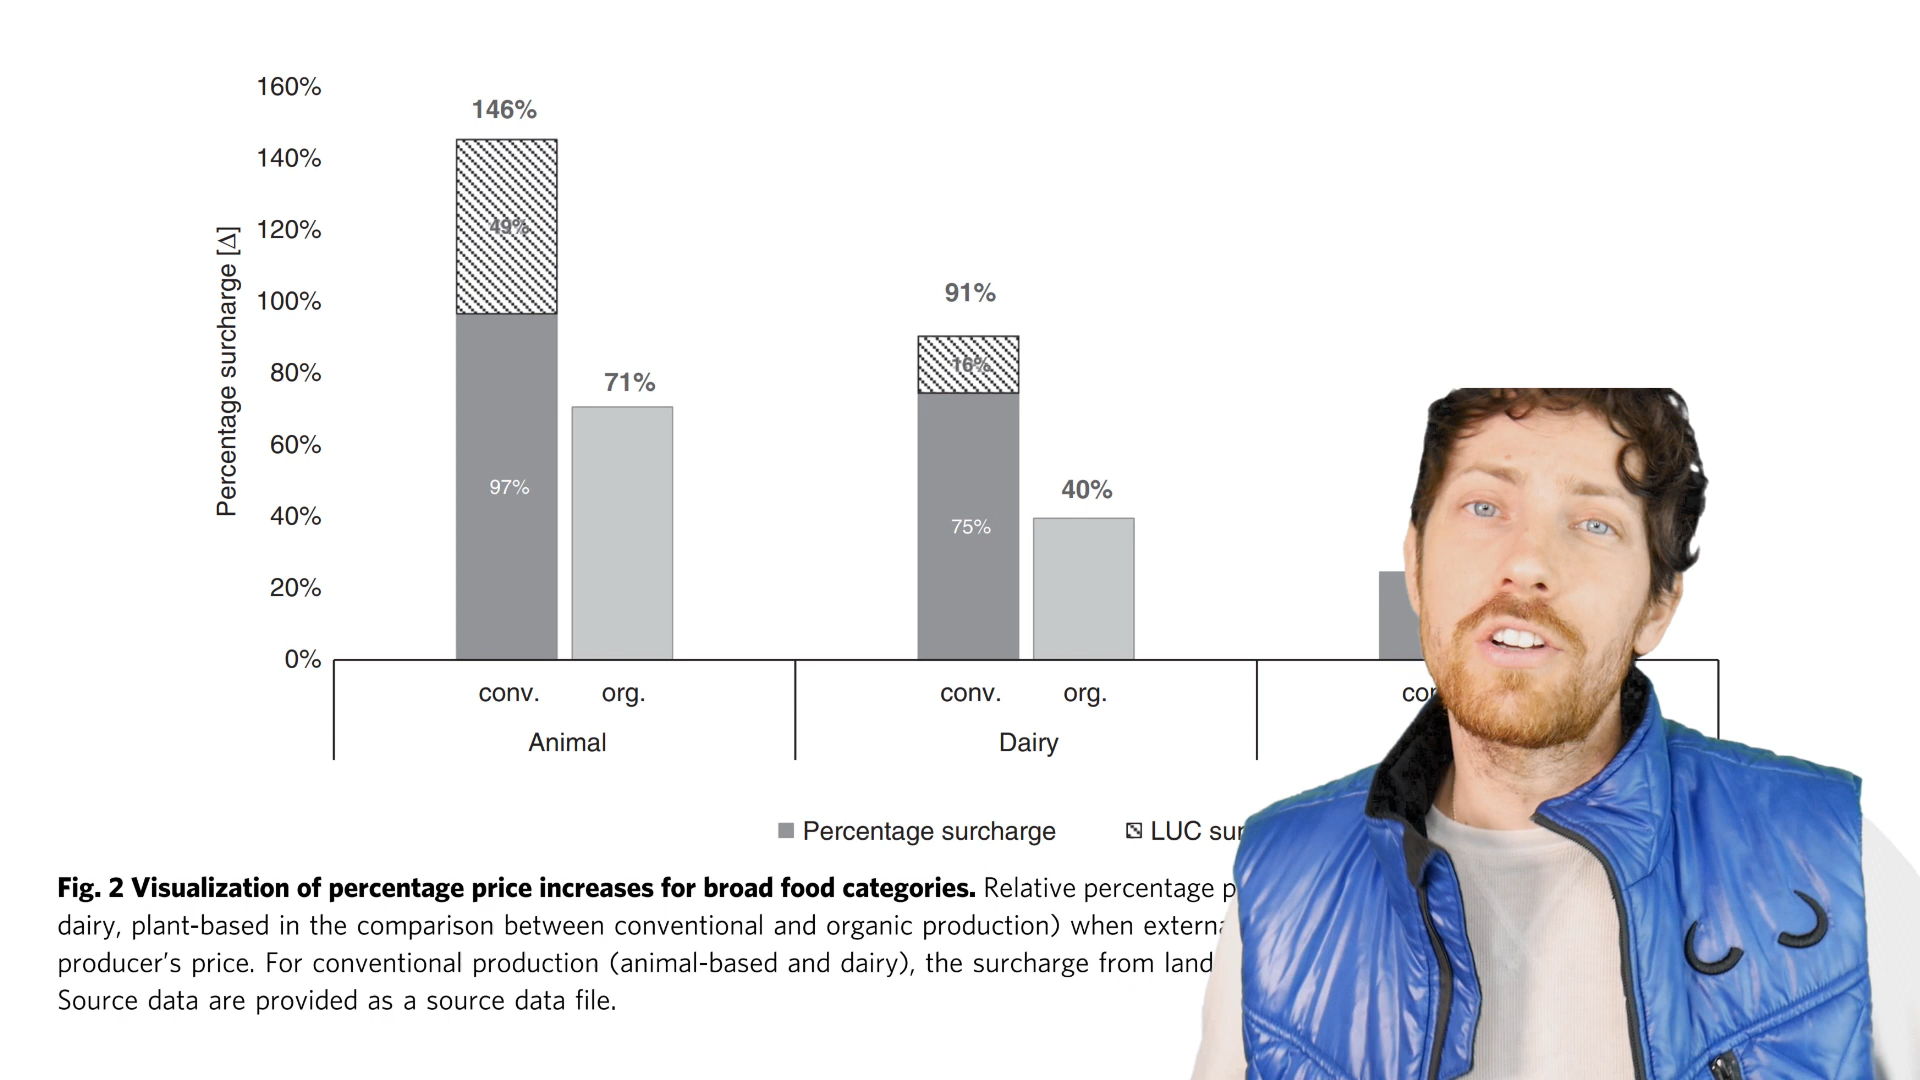 160%
146%
140%
49%
120%
100%
91%
80%
71%
16%
60%
97%
40%
40%
75%
20%
0%
Percentage surcharge [Δ]
conv. org. conv. org.
Animal Dairy
Percentage surcharge LUC
Fig. 2 Visualization of percentage price increases for broad food categories. Relative percentage
dairy, plant-based in the comparison between conventional and organic production) when
producer's price. For conventional production (animal-based and dairy), the surcharge from land
Source data are provided as a source data file.